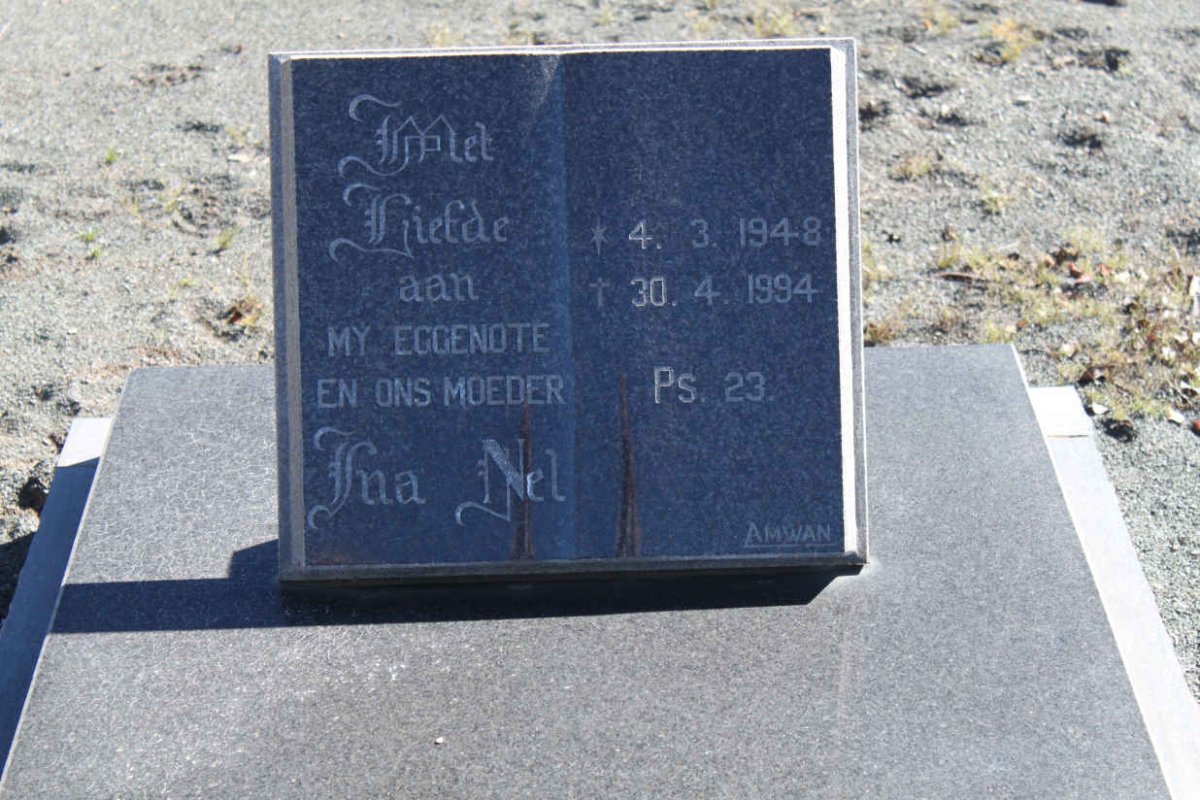 Met
Liefde
aan
MY EGGENOTE
EN ONS MOEDER
Ina Nel
* 4. 3. 1948
† 30. 4. 1994
Ps. 23.
AMWAN